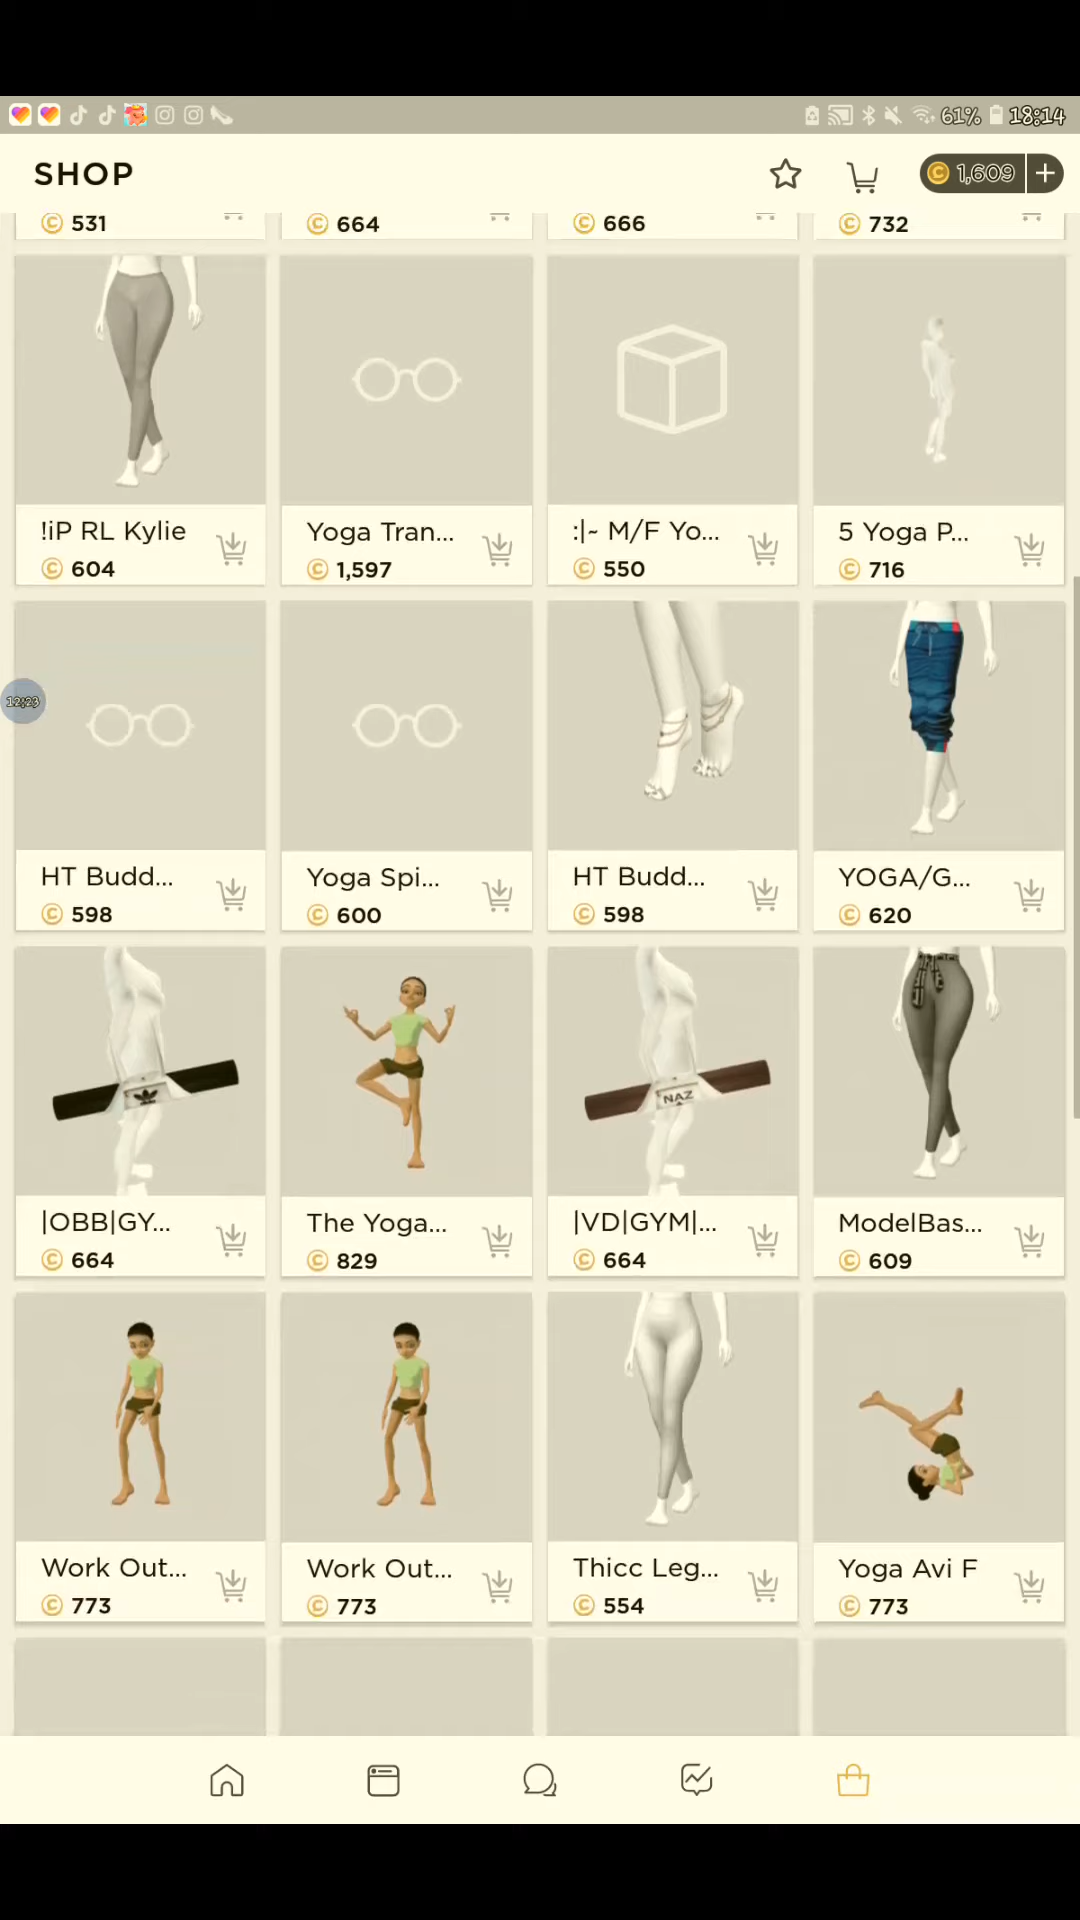 61% 18:14
SHOP
1,609 +
531 664 666 732
!iP RL Kylie
604
Yoga Tran...
1,597
:|~ M/F Yo...
550
5 Yoga P...
716
12:23
HT Budd...
598
Yoga Spi...
600
HT Budd...
598
YOGA/G...
620
NAZ
|OBB|GY...
664
The Yoga...
829
|VD|GYM|...
664
ModelBas...
609
Work Out...
773
Work Out...
773
Thicc Leg...
554
Yoga Avi F
773